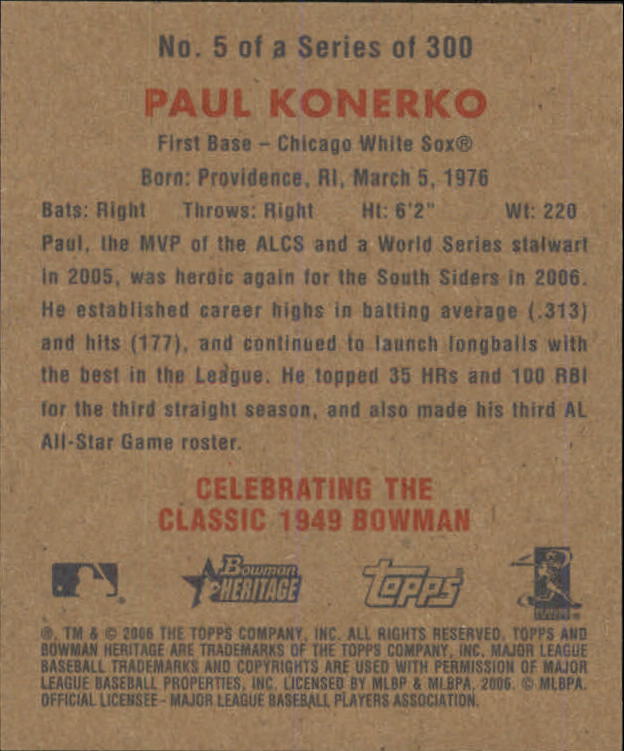 No. 5 of a Series of 300
PAUL KONERKO
First Base – Chicago White Sox®
Born: Providence, RI, March 5, 1976
Bats: Right Throws: Right Ht: 6'2" Wt: 220
Paul, the MVP of the ALCS and a World Series stalwart
in 2005, was heroic again for the South Siders in 2006.
He established career highs in batting average (.313)
and hits (177), and continued to launch longballs with
the best in the League. He topped 35 HRs and 100 RBI
for the third straight season, and also made his third AL
All-Star Game roster.
CELEBRATING THE
CLASSIC 1949 BOWMAN
Bowman
HERITAGE
Topps
®, TM & © 2006 THE TOPPS COMPANY, INC. ALL RIGHTS RESERVED. TOPPS AND
BOWMAN HERITAGE ARE TRADEMARKS OF THE TOPPS COMPANY, INC. MAJOR LEAGUE
BASEBALL TRADEMARKS AND COPYRIGHTS ARE USED WITH PERMISSION OF MAJOR
LEAGUE BASEBALL PROPERTIES, INC. LICENSED BY MLBP & MLBPA, 2006. © MLBPA.
OFFICIAL LICENSEE - MAJOR LEAGUE BASEBALL PLAYERS ASSOCIATION.